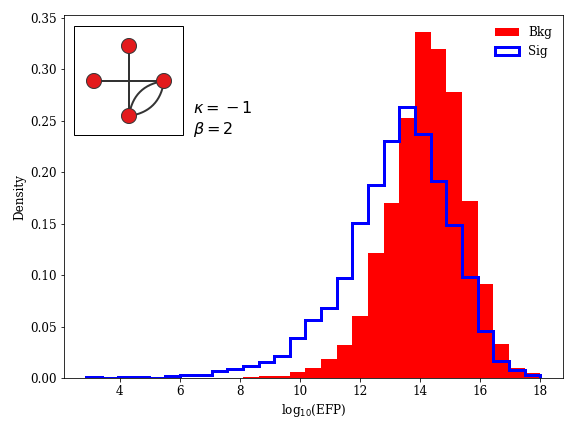 0.35
0.30
0.25
0.20
0.15
0.10
0.05
0.00
Density
κ = −1
β = 2
Bkg
Sig
4 6 8 10 12 14 16 18
log₁₀(EFP)